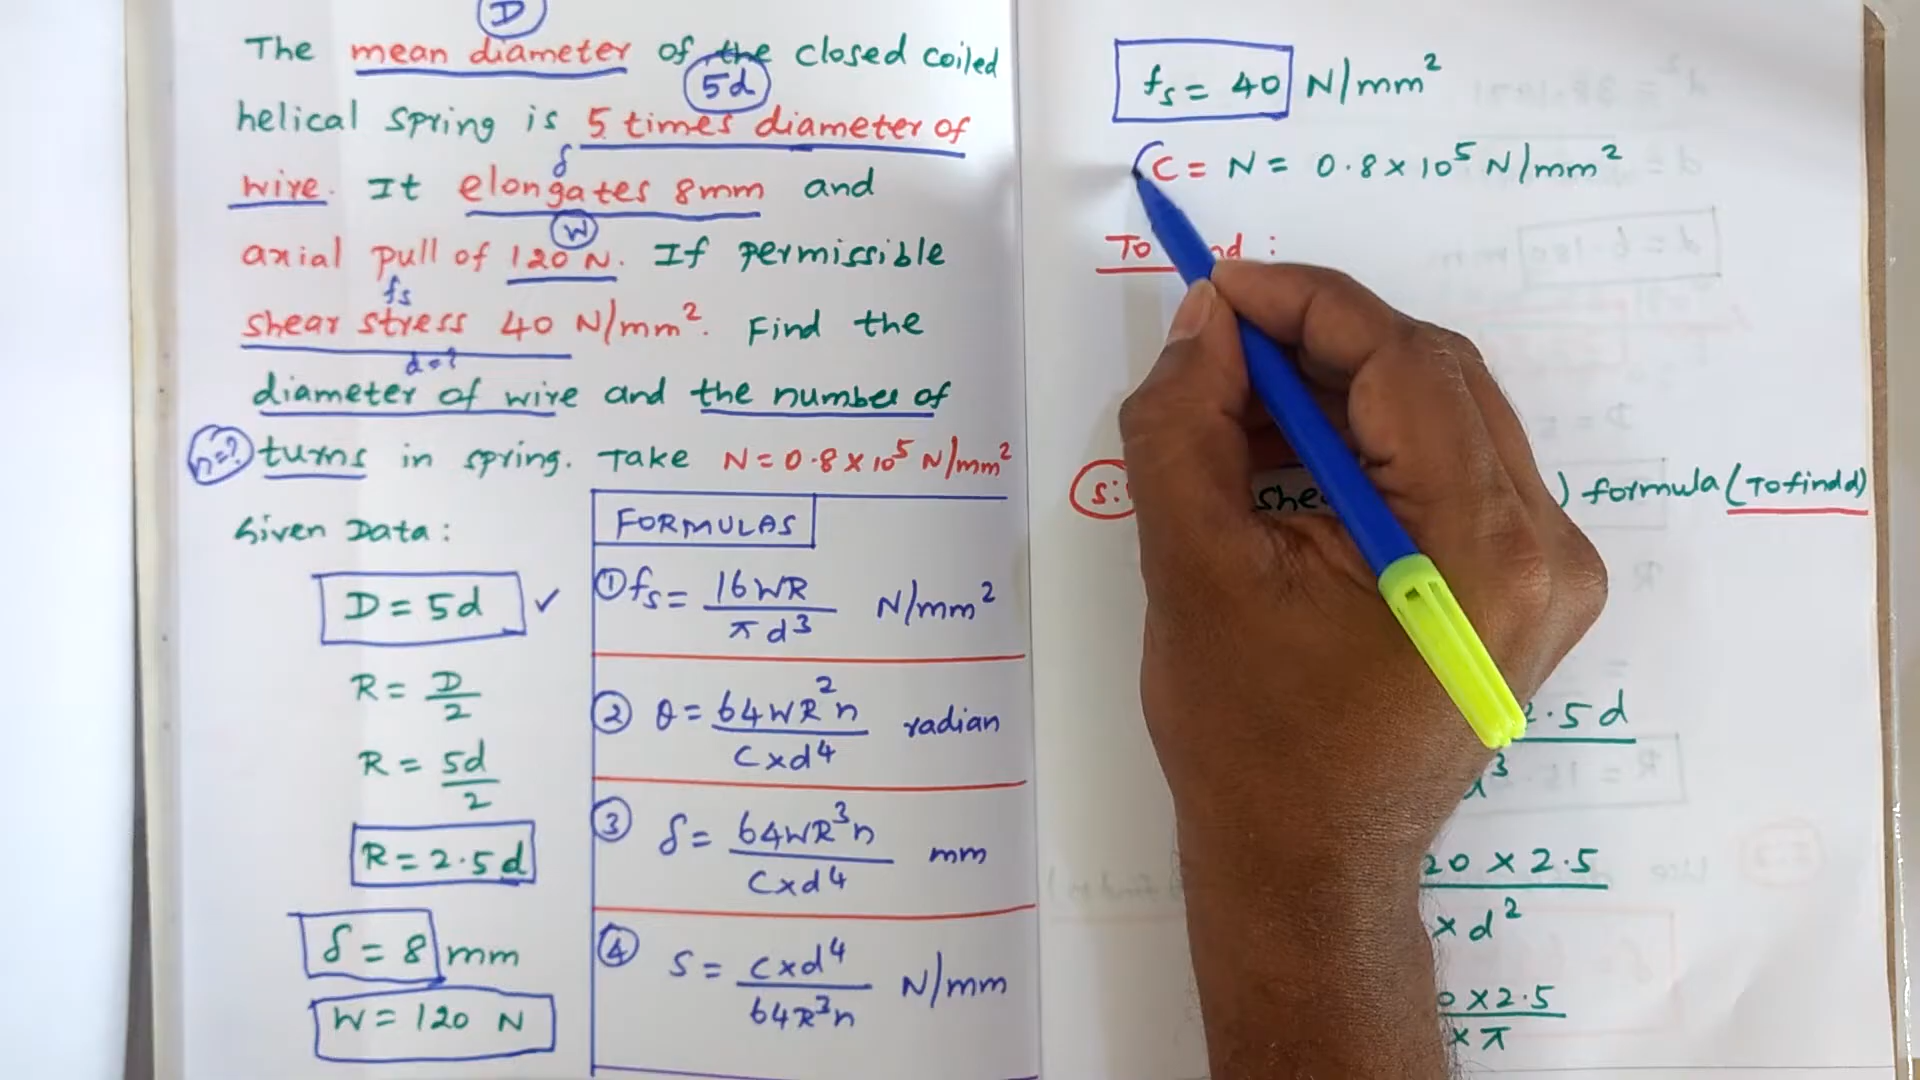 D
The mean diameter of the closed coiled
5d
helical spring is 5 times diameter of
δ
wire. It elongates 8mm and
W
axial pull of 120 N. If permissible
fs
shear stress 40 N/mm². Find the
d=?
diameter of wire and the number of
n=? turns in spring. Take N=0.8×10⁵ N/mm²
Given Data:
D = 5d ✓
R = D/2
R = 5d/2
R = 2.5d
δ = 8 mm
W = 120 N
FORMULAS
① fs = 16WR/πd³ N/mm²
② θ = 64WR²n/C×d⁴ radian
③ δ = 64WR³n/C×d⁴ mm
④ S = C×d⁴/64R³n N/mm
fs = 40 N/mm²
C = N = 0.8×10⁵ N/mm²
To :
) formula (To find d)
2.5d
³
20 × 2.5
× d²
0 × 2.5
× π